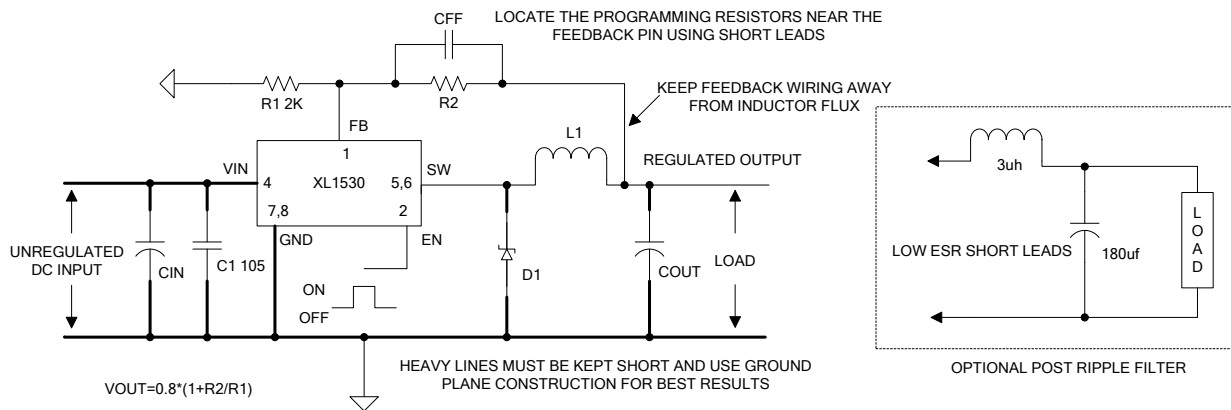 CFF
LOCATE THE PROGRAMMING RESISTORS NEAR THE
FEEDBACK PIN USING SHORT LEADS
R1 2K
R2
KEEP FEEDBACK WIRING AWAY
FROM INDUCTOR FLUX
FB
L1
1
VIN
SW
REGULATED OUTPUT
4
XL1530
5,6
7,8
2
GND
EN
UNREGULATED
DC INPUT
CIN
C1 105
D1
COUT
LOAD
ON
OFF
HEAVY LINES MUST BE KEPT SHORT AND USE GROUND
PLANE CONSTRUCTION FOR BEST RESULTS
VOUT=0.8*(1+R2/R1)
3uh
LOW ESR SHORT LEADS
180uf
L
O
A
D
OPTIONAL POST RIPPLE FILTER